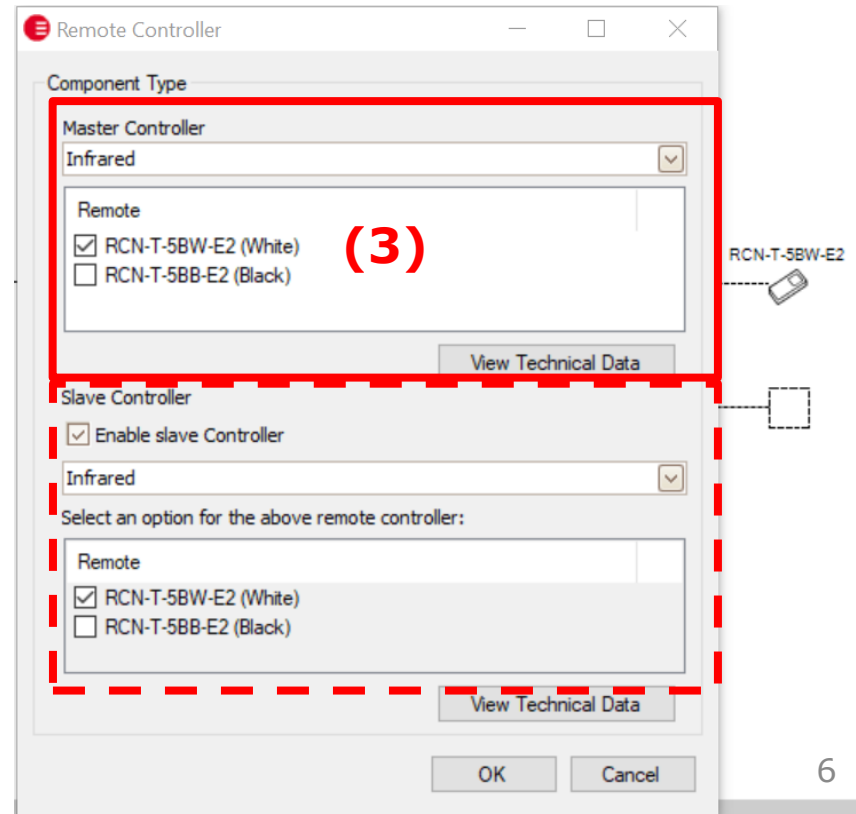 Remote Controller
Component Type
Master Controller
Infrared
Remote
RCN-T-5BW-E2 (White)
RCN-T-5BB-E2 (Black)
(3)
View Technical Data
RCN-T-5BW-E2
Slave Controller
Enable slave Controller
Infrared
Select an option for the above remote controller:
Remote
RCN-T-5BW-E2 (White)
RCN-T-5BB-E2 (Black)
View Technical Data
OK Cancel
6